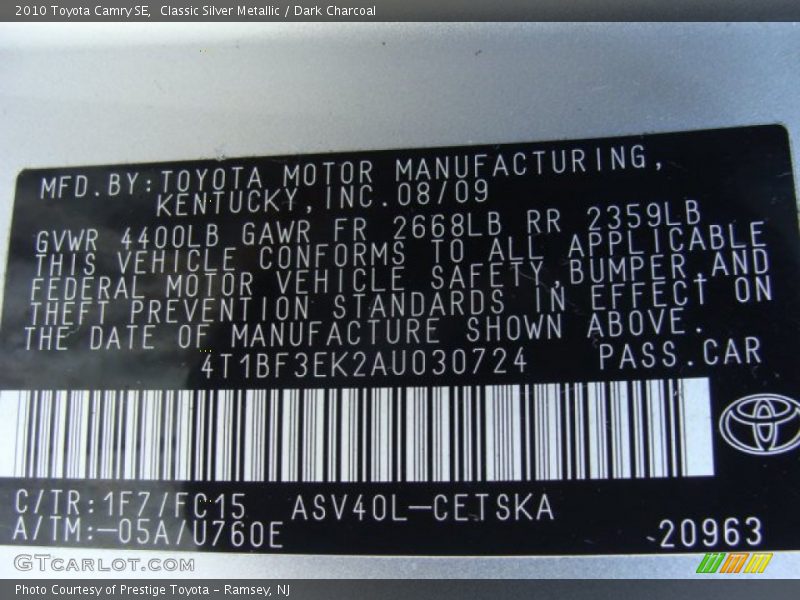 2010 Toyota Camry SE, Classic Silver Metallic / Dark Charcoal
MFD.BY:TOYOTA MOTOR MANUFACTURING,
KENTUCKY,INC.08/09
GVWR 4400LB GAWR FR 2668LB RR 2359LB
THIS VEHICLE CONFORMS TO ALL APPLICABLE
FEDERAL MOTOR VEHICLE SAFETY,BUMPER,AND
THEFT PREVENTION STANDARDS IN EFFECT ON
THE DATE OF MANUFACTURE SHOWN ABOVE.
4T1BF3EK2AU030724 PASS.CAR
C/TR:1F7/FC15 ASV40L-CETSKA
A/TM:-05A/U760E 20963
GTCARLOT.COM
Photo Courtesy of Prestige Toyota - Ramsey, NJ